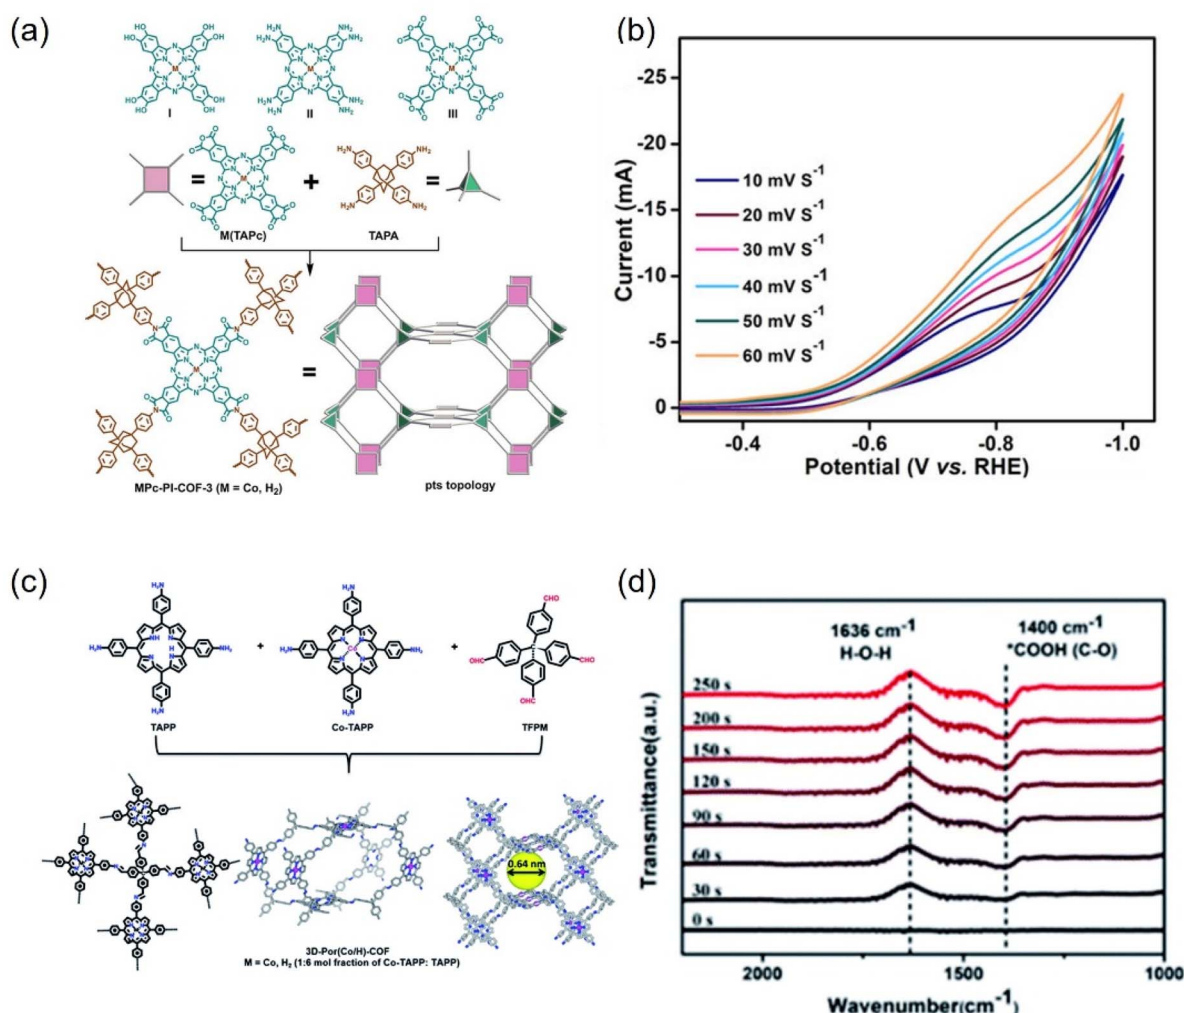 (a)
I
II
III
=
+
=
M(TAPc)
TAPA
=
MPc-PI-COF-3 (M = Co, H₂)
pts topology
(b)
Current (mA)
-25
-20
-15
-10
-5
0
10 mV S⁻¹
20 mV S⁻¹
30 mV S⁻¹
40 mV S⁻¹
50 mV S⁻¹
60 mV S⁻¹
-0.4
-0.6
-0.8
-1.0
Potential (V vs. RHE)
(c)
+
+
TAPP
Co-TAPP
TFPM
0.64 nm
3D-Por(Co/H)-COF
M = Co, H₂ (1:6 mol fraction of Co-TAPP: TAPP)
(d)
Transmittance(a.u.)
1636 cm⁻¹
H-O-H
1400 cm⁻¹
*COOH (C-O)
250 s
200 s
150 s
120 s
90 s
60 s
30 s
0 s
2000
1500
1000
Wavenumber(cm⁻¹)